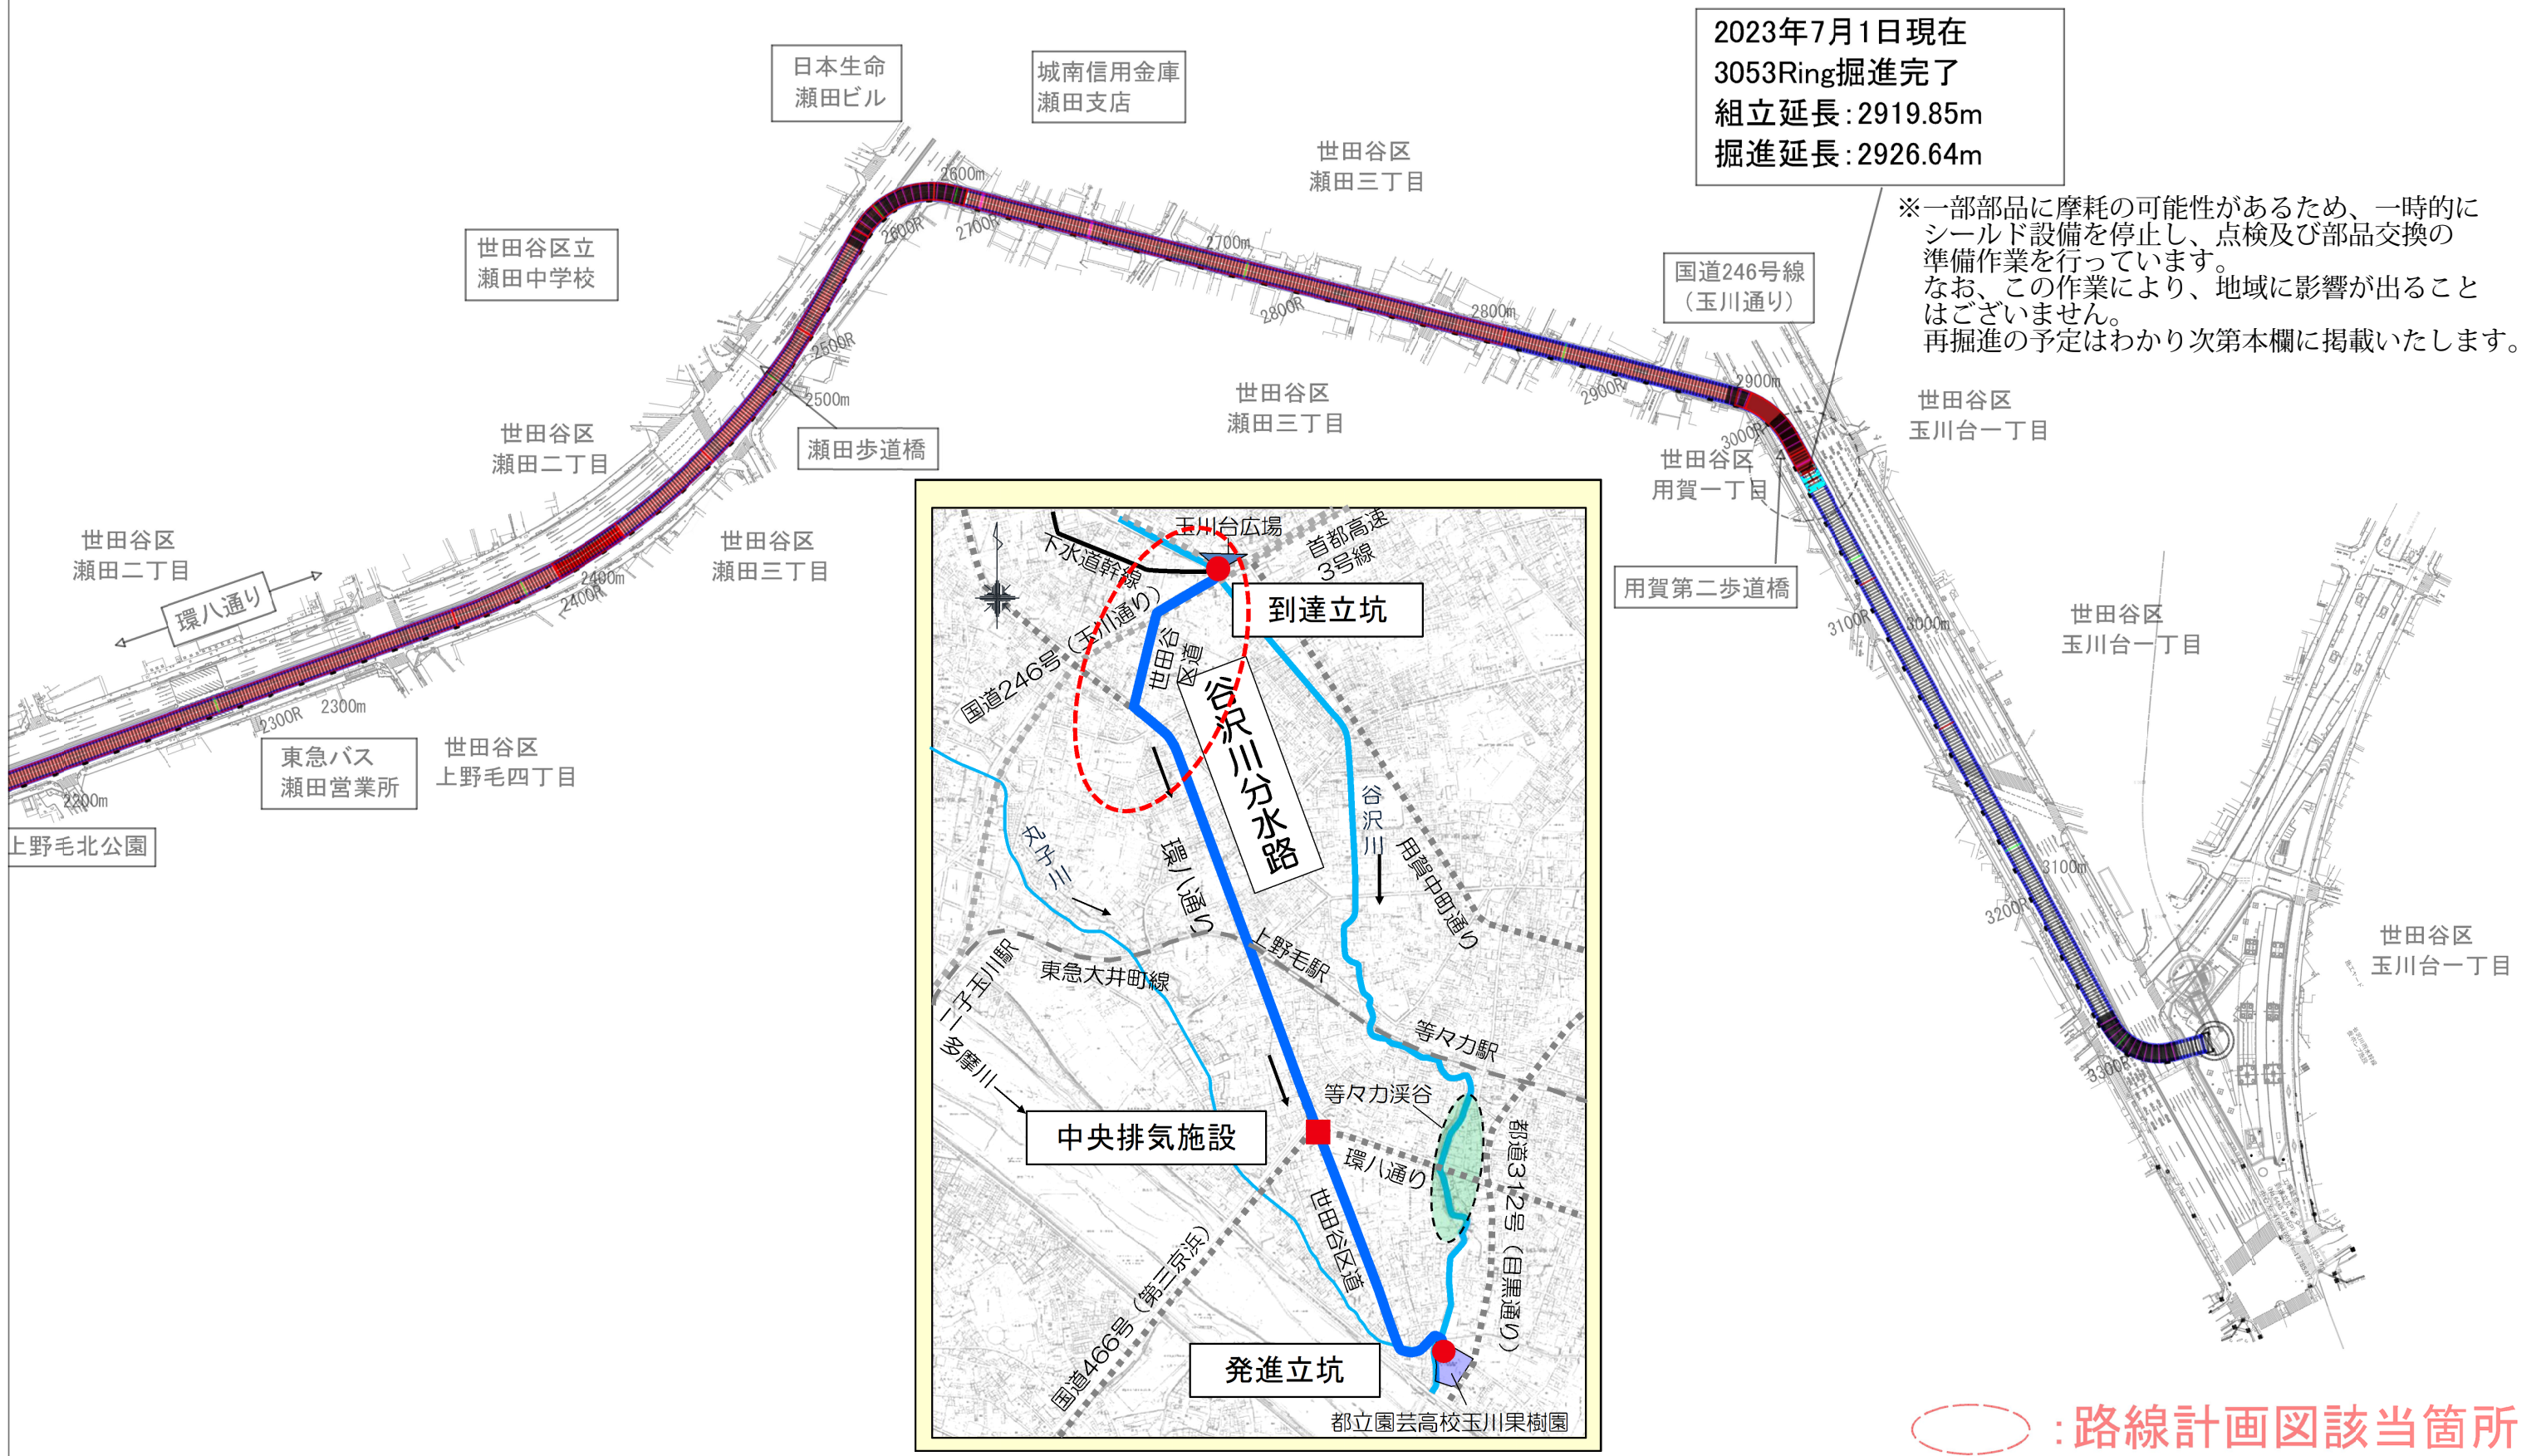 2023年7月1日現在
3053Ring掘進完了
組立延長：2919.85m
掘進延長：2926.64m
※一部部品に摩耗の可能性があるため、一時的に
シールド設備を停止し、点検及び部品交換の
準備作業を行っています。
なお、この作業により、地域に影響が出ること
はございません。
再掘進の予定はわかり次第本欄に掲載いたします。
日本生命
瀬田ビル
城南信用金庫
瀬田支店
世田谷区
瀬田三丁目
世田谷区立
瀬田中学校
国道246号線
（玉川通り）
2600m
2600R
2700R
2700m
2800R
2800m
2900R
2900m
3000R
2500R
2500m
世田谷区
瀬田三丁目
世田谷区
玉川台一丁目
瀬田歩道橋
世田谷区
瀬田二丁目
世田谷区
用賀一丁目
世田谷区
瀬田二丁目
世田谷区
瀬田三丁目
2400m
2400R
環八通り
用賀第二歩道橋
3100R
3000m
世田谷区
玉川台一丁目
2300R
2300m
東急バス
瀬田営業所
世田谷区
上野毛四丁目
2200m
上野毛北公園
3100m
3200R
世田谷区
玉川台一丁目
3300R
玉川台広場
下水道幹線
首都高速
3号線
到達立坑
国道246号（玉川通り）
世田谷
区道
谷沢川分水路
谷沢川
丸子川
環八通り
用賀中町通り
上野毛駅
東急大井町線
二子玉川駅
多摩川
等々力駅
等々力渓谷
中央排気施設
環八通り
都道312号（目黒通り）
世田谷区道
国道466号（第三京浜）
発進立坑
都立園芸高校玉川果樹園
：路線計画図該当箇所